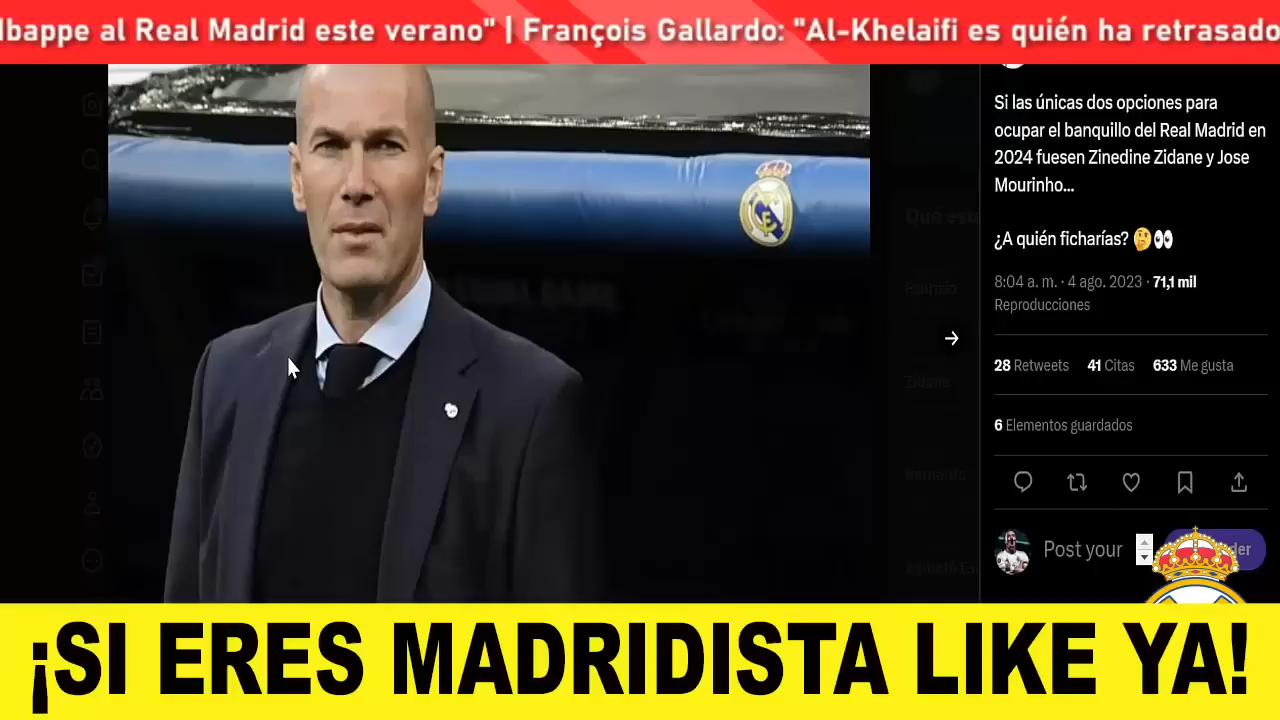 Ibappe al Real Madrid este verano" | François Gallardo: "Al-Khelaifi es quién ha retrasado
Si las únicas dos opciones para
ocupar el banquillo del Real Madrid en
2024 fuesen Zinedine Zidane y Jose
Mourinho...
¿A quién ficharías? 🤔👀
8:04 a. m. · 4 ago. 2023 · 71,1 mil
Reproducciones
28 Retweets 41 Citas 633 Me gusta
6 Elementos guardados
Post your
der
¡SI ERES MADRIDISTA LIKE YA!